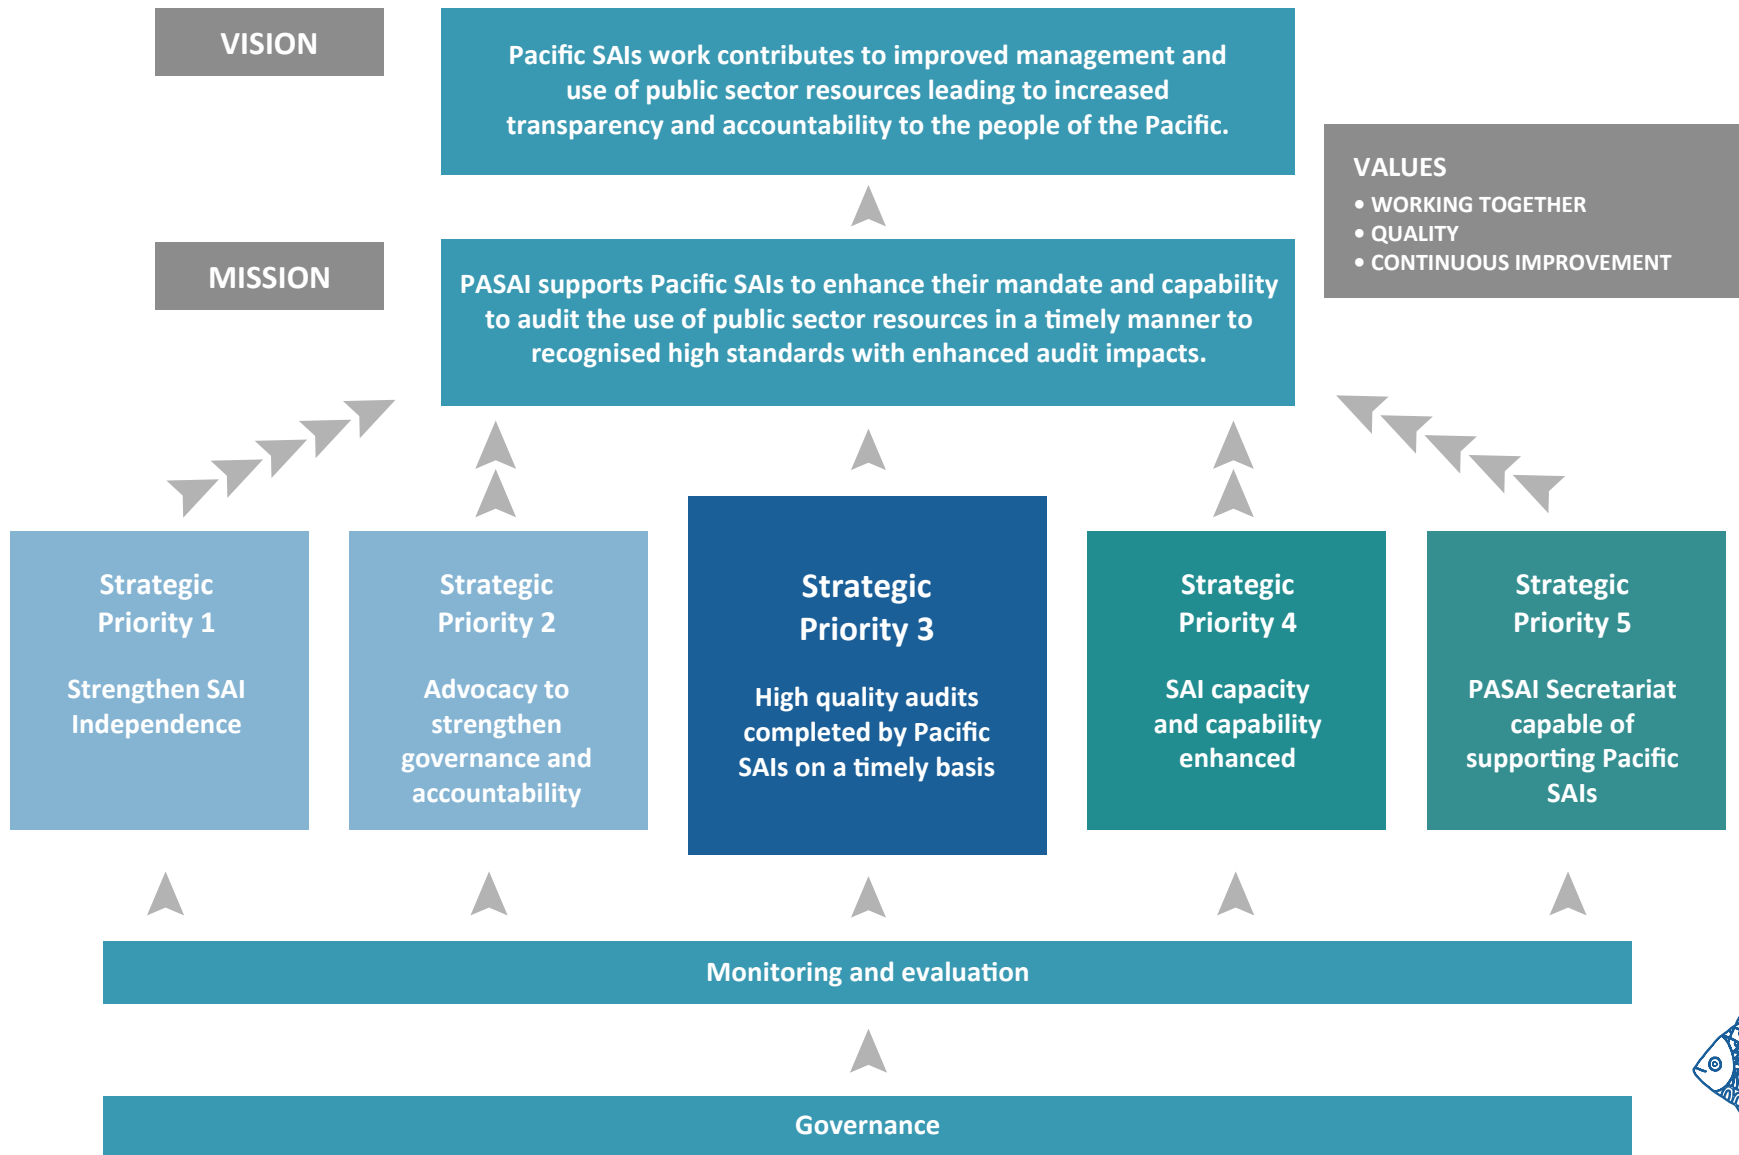 VISION
Pacific SAIs work contributes to improved management and
use of public sector resources leading to increased
transparency and accountability to the people of the Pacific.
VALUES
• WORKING TOGETHER
• QUALITY
• CONTINUOUS IMPROVEMENT
MISSION
PASAI supports Pacific SAIs to enhance their mandate and capability
to audit the use of public sector resources in a timely manner to
recognised high standards with enhanced audit impacts.
Strategic
Priority 1
Strengthen SAI
Independence
Strategic
Priority 2
Advocacy to
strengthen
governance and
accountability
Strategic
Priority 3
High quality audits
completed by Pacific
SAIs on a timely basis
Strategic
Priority 4
SAI capacity
and capability
enhanced
Strategic
Priority 5
PASAI Secretariat
capable of
supporting Pacific
SAIs
Monitoring and evaluation
Governance